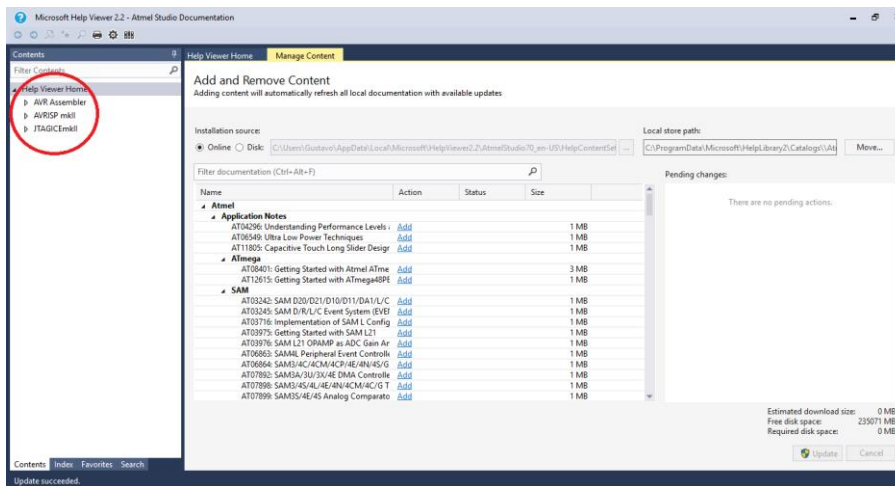 Microsoft Help Viewer 2.2 - Atmel Studio Documentation
Contents
Filter Contents
Help Viewer Home
AVR Assembler
AVRISP mkII
JTAGICEmkII
Help Viewer Home
Manage Content
Add and Remove Content
Adding content will automatically refresh all local documentation with available updates
Installation source:
Local store path:
Online
Disk:
C:\Users\Gustavo\AppData\Local\Microsoft\HelpViewer2.2\AtmelStudio70_en-US\HelpContentSet
...
C:\ProgramData\Microsoft\HelpLibrary2\Catalogs\\At
Move...
Filter documentation (Ctrl+Alt+F)
Pending changes:
Name Action Status Size
There are no pending actions.
Atmel
Application Notes
AT04296: Understanding Performance Levels Add 1 MB
AT06549: Ultra Low Power Techniques Add 1 MB
AT11805: Capacitive Touch Long Slider Design Add 1 MB
ATmega
AT08401: Getting Started with Atmel ATme Add 3 MB
AT12615: Getting Started with ATmega48PB Add 1 MB
SAM
AT03242: SAM D20/D21/D10/D11/DA1/L/C Add 1 MB
AT03245: SAM D/R/L/C Event System (EVE Add 1 MB
AT03716: Implementation of SAM L Config Add 1 MB
AT03975: Getting Started with SAM L21 Add 1 MB
AT03976: SAM L21 OPAMP as ADC Gain Ar Add 1 MB
AT06863: SAM4L Peripheral Event Controlle Add 1 MB
AT06864: SAM3/4C/4CM/4CP/4E/4N/4S/G Add 1 MB
AT07892: SAM3A/3U/3X/4E DMA Controlle Add 1 MB
AT07898: SAM3/4S/4L/4E/4N/4CM/4C/G T Add 1 MB
AT07899: SAM3S/4E/4S Analog Comparato Add 1 MB
Estimated download size: 0 MB
Free disk space: 235071 MB
Required disk space: 0 MB
Update Cancel
Contents Index Favorites Search
Update succeeded.